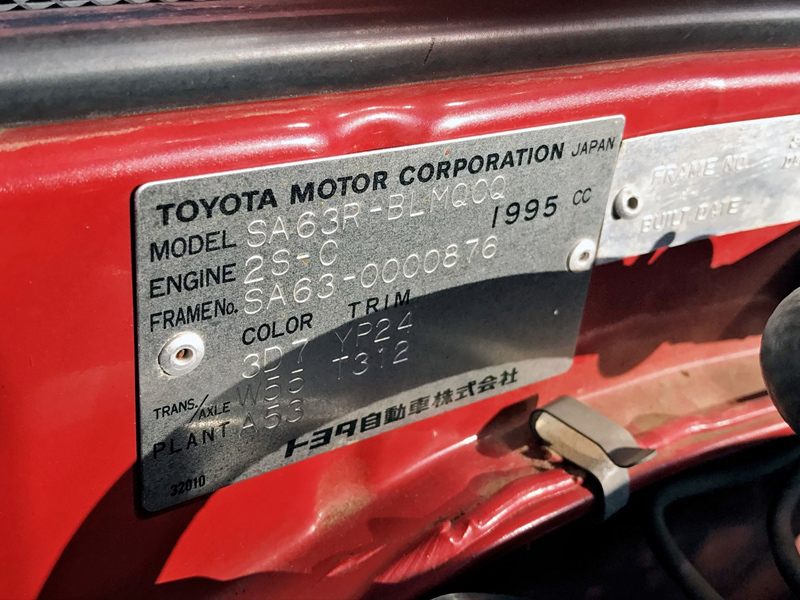 TOYOTA MOTOR CORPORATION JAPAN
MODEL SA63R-BLMQCQ
1995 CC
ENGINE 2S-C
FRAME No. SA63-0000876
COLOR TRIM
3D7 YP24
TRANS./AXLE W55 T312
PLANT A53
トヨタ自動車株式会社
32010
FRAME NO.
BUILT DATE